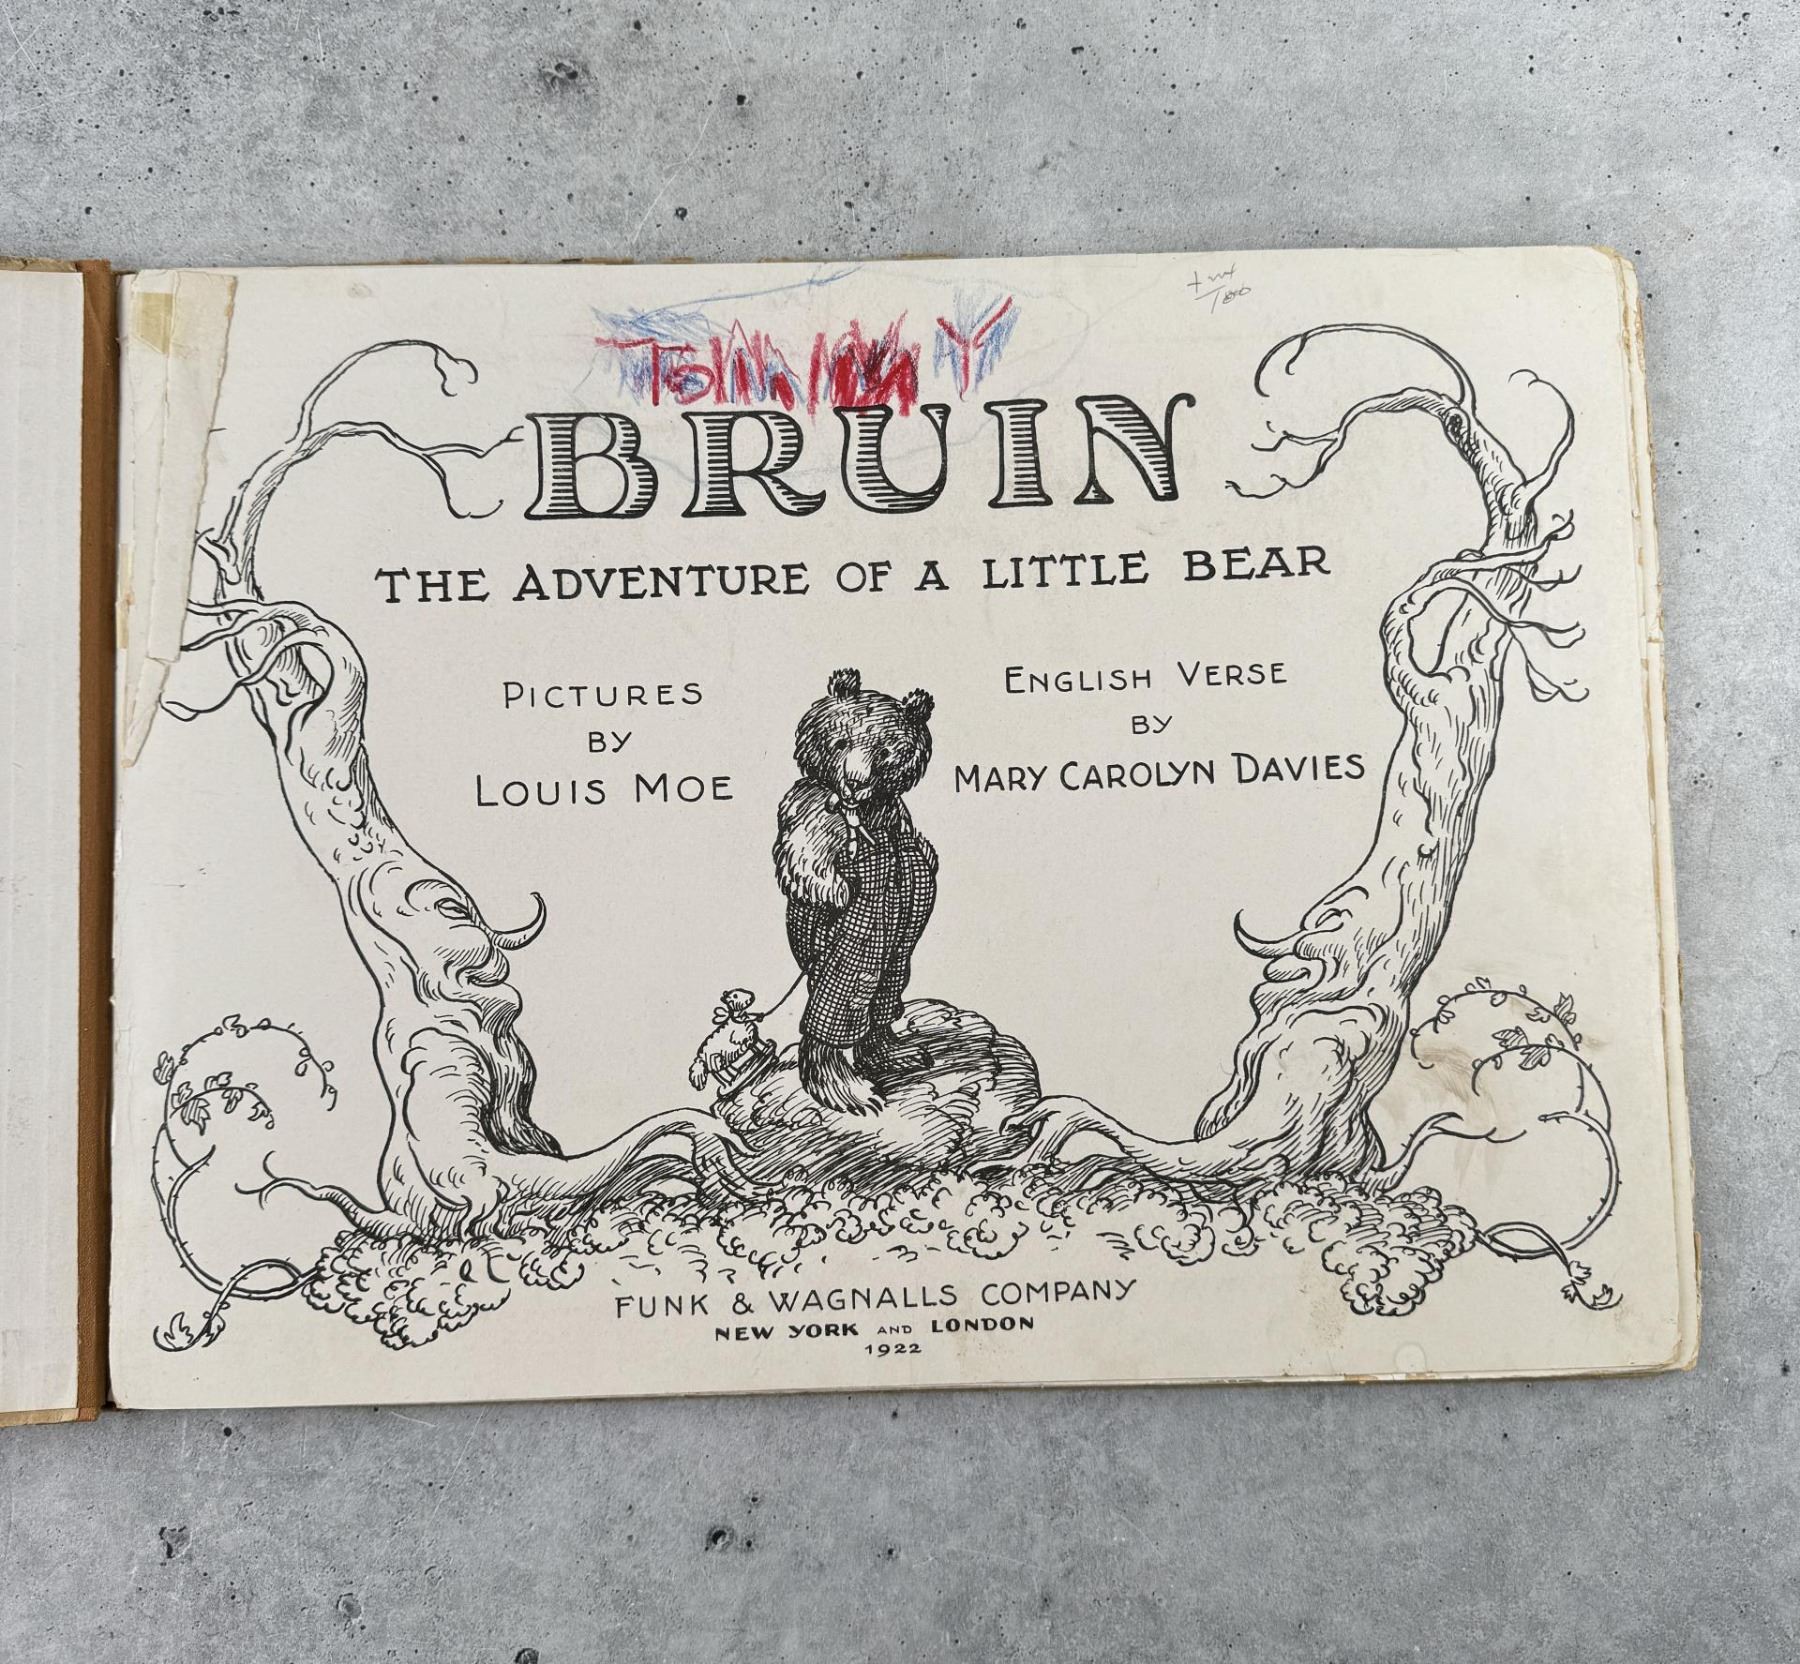 TOMMY
BRUIN
THE ADVENTURE OF A LITTLE BEAR
PICTURES
BY
LOUIS MOE
ENGLISH VERSE
BY
MARY CAROLYN DAVIES
FUNK & WAGNALLS COMPANY
NEW YORK AND LONDON
1922